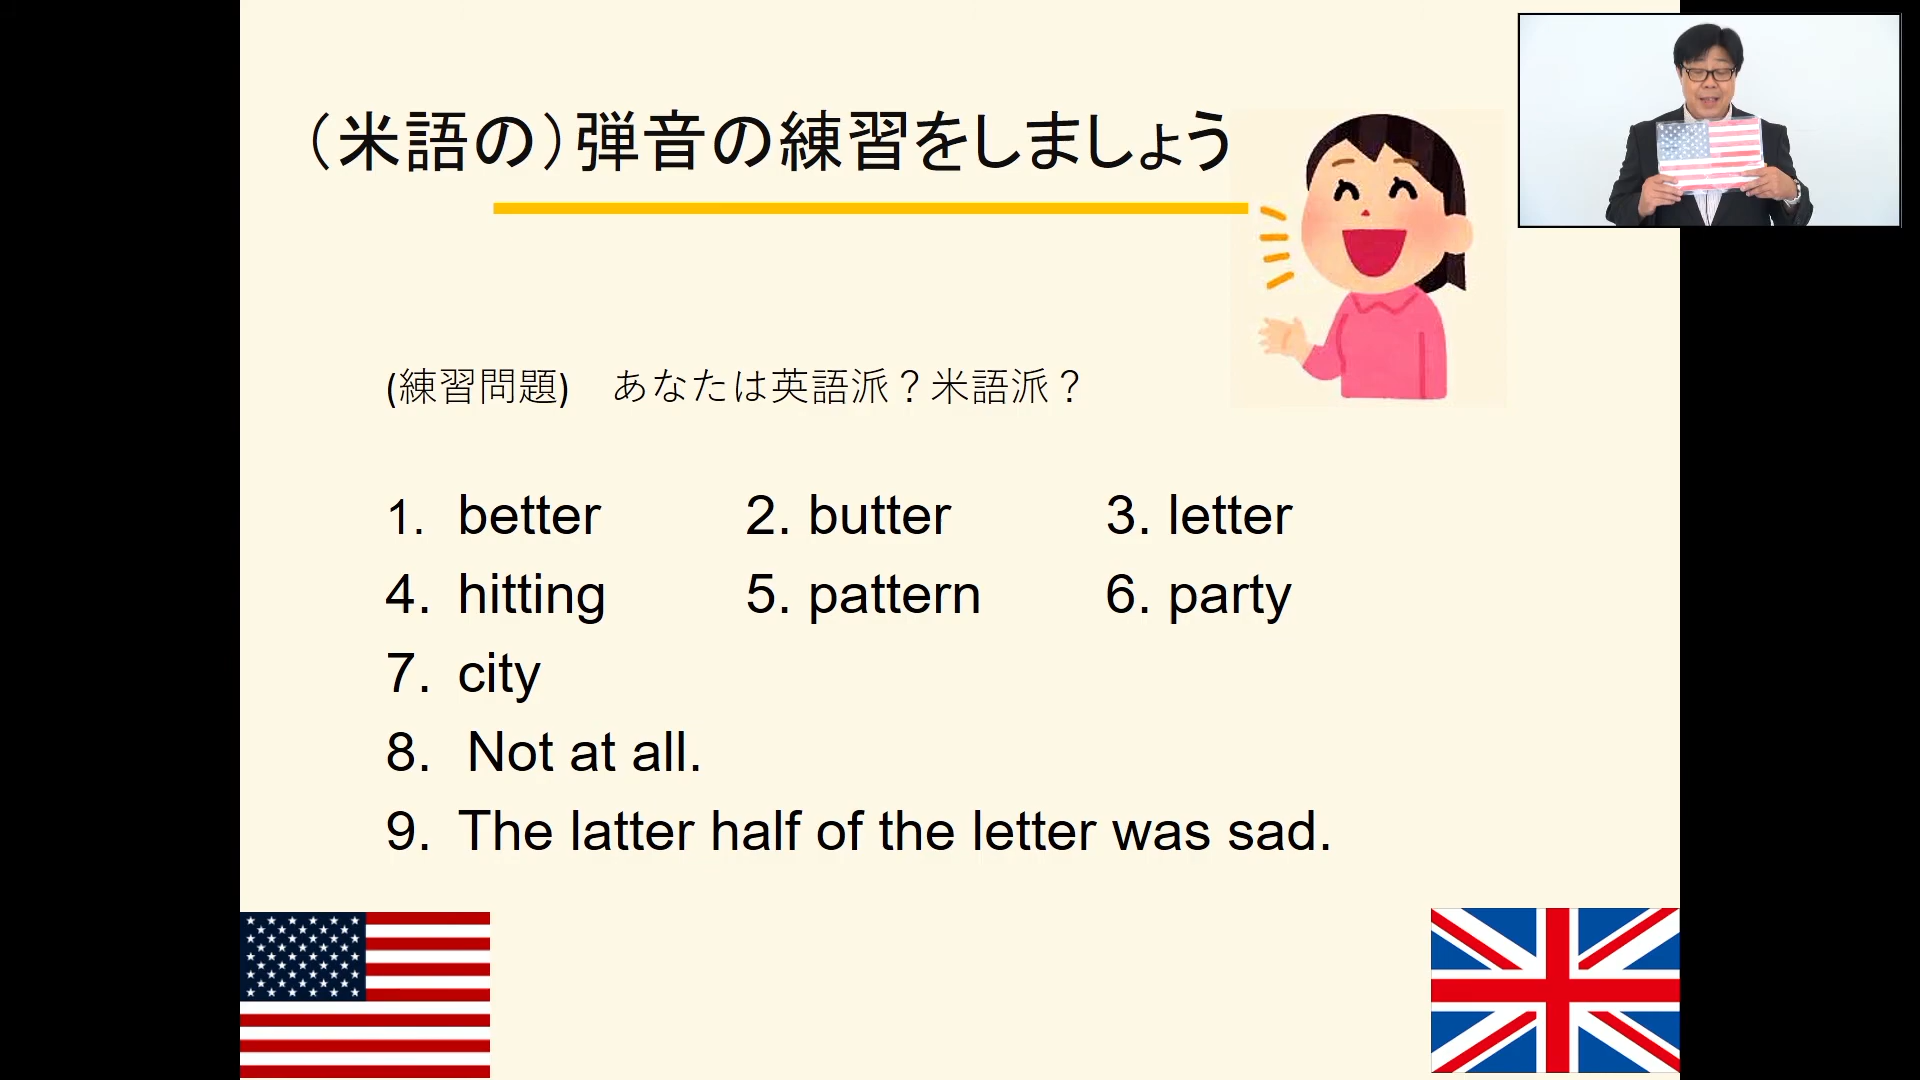 （米語の）弾音の練習をしましょう
(練習問題)　あなたは英語派？米語派？
1. better 2. butter 3. letter
4. hitting 5. pattern 6. party
7. city
8. Not at all.
9. The latter half of the letter was sad.